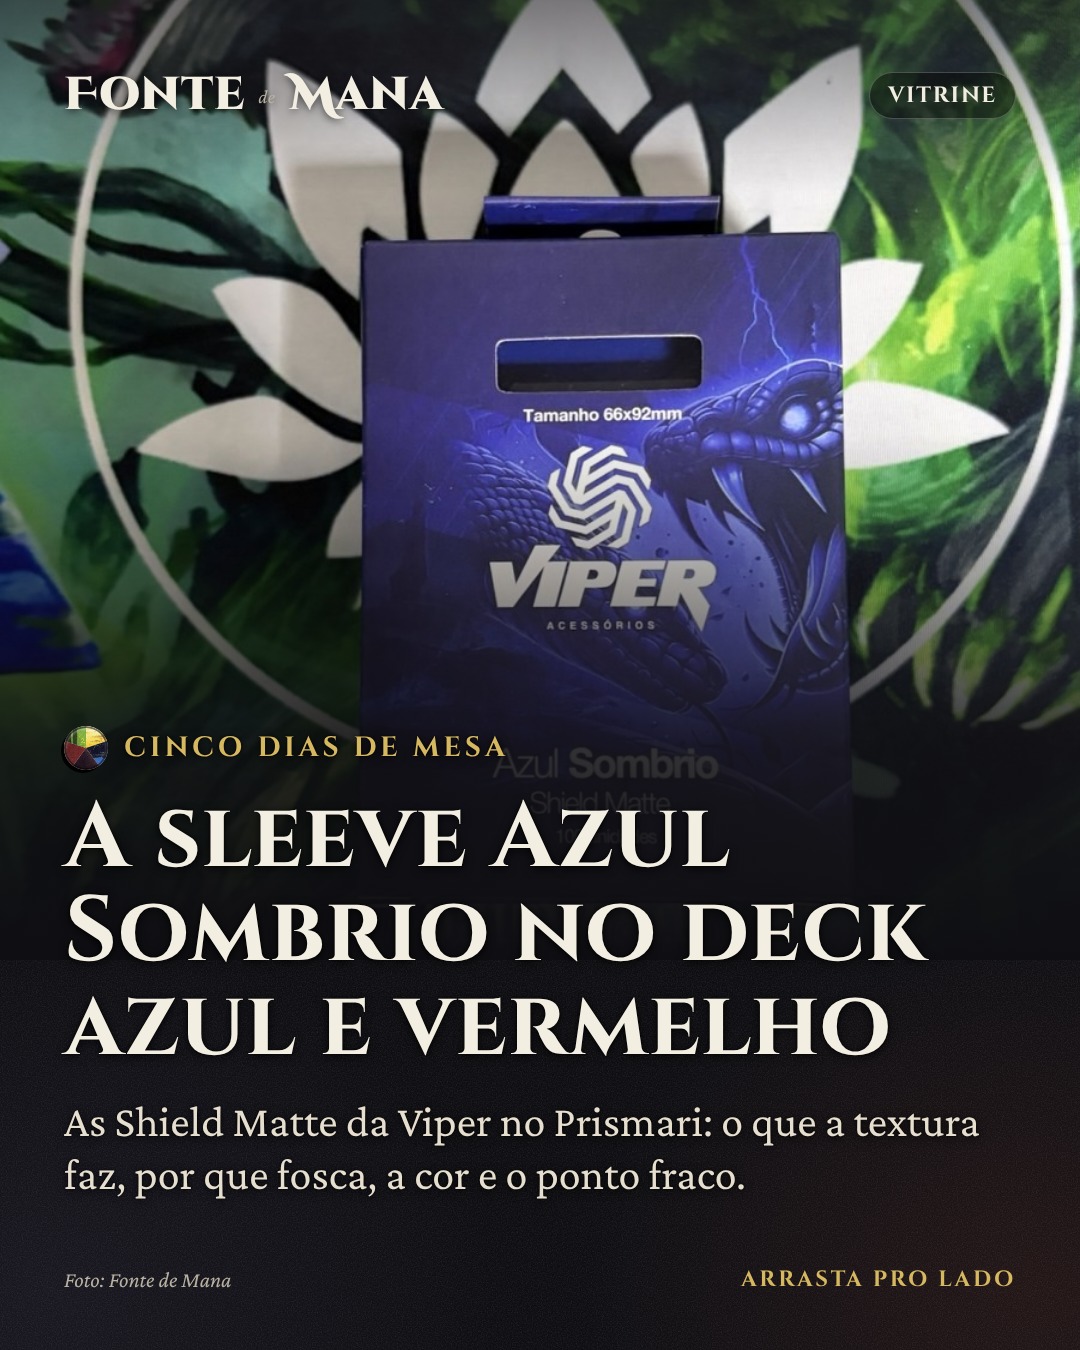 FONTE de MANA
VITRINE
Tamanho 66x92mm
VIPER
ACESSÓRIOS
CINCO DIAS DE MESA
Azul Sombrio
Shield Matte
A SLEEVE AZUL
SOMBRIO NO DECK
AZUL E VERMELHO
As Shield Matte da Viper no Prismari: o que a textura
faz, por que fosca, a cor e o ponto fraco.
Foto: Fonte de Mana
ARRASTA PRO LADO